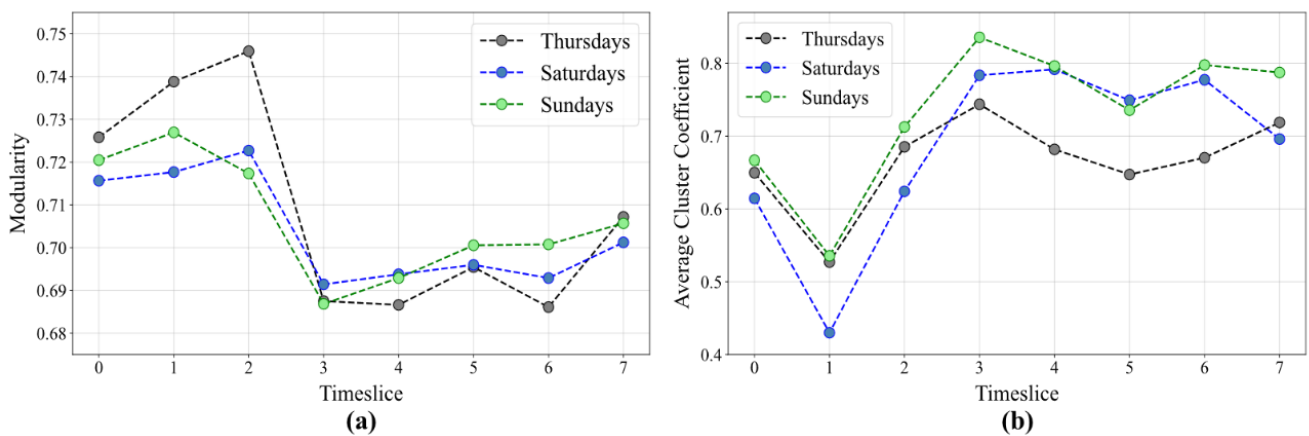 0.75
0.74
0.73
0.72
0.71
0.70
0.69
0.68
Modularity
Thursdays
Saturdays
Sundays
0 1 2 3 4 5 6 7
Timeslice
(a)
0.8
0.7
0.6
0.5
0.4
Average Cluster Coefficient
Thursdays
Saturdays
Sundays
0 1 2 3 4 5 6 7
Timeslice
(b)